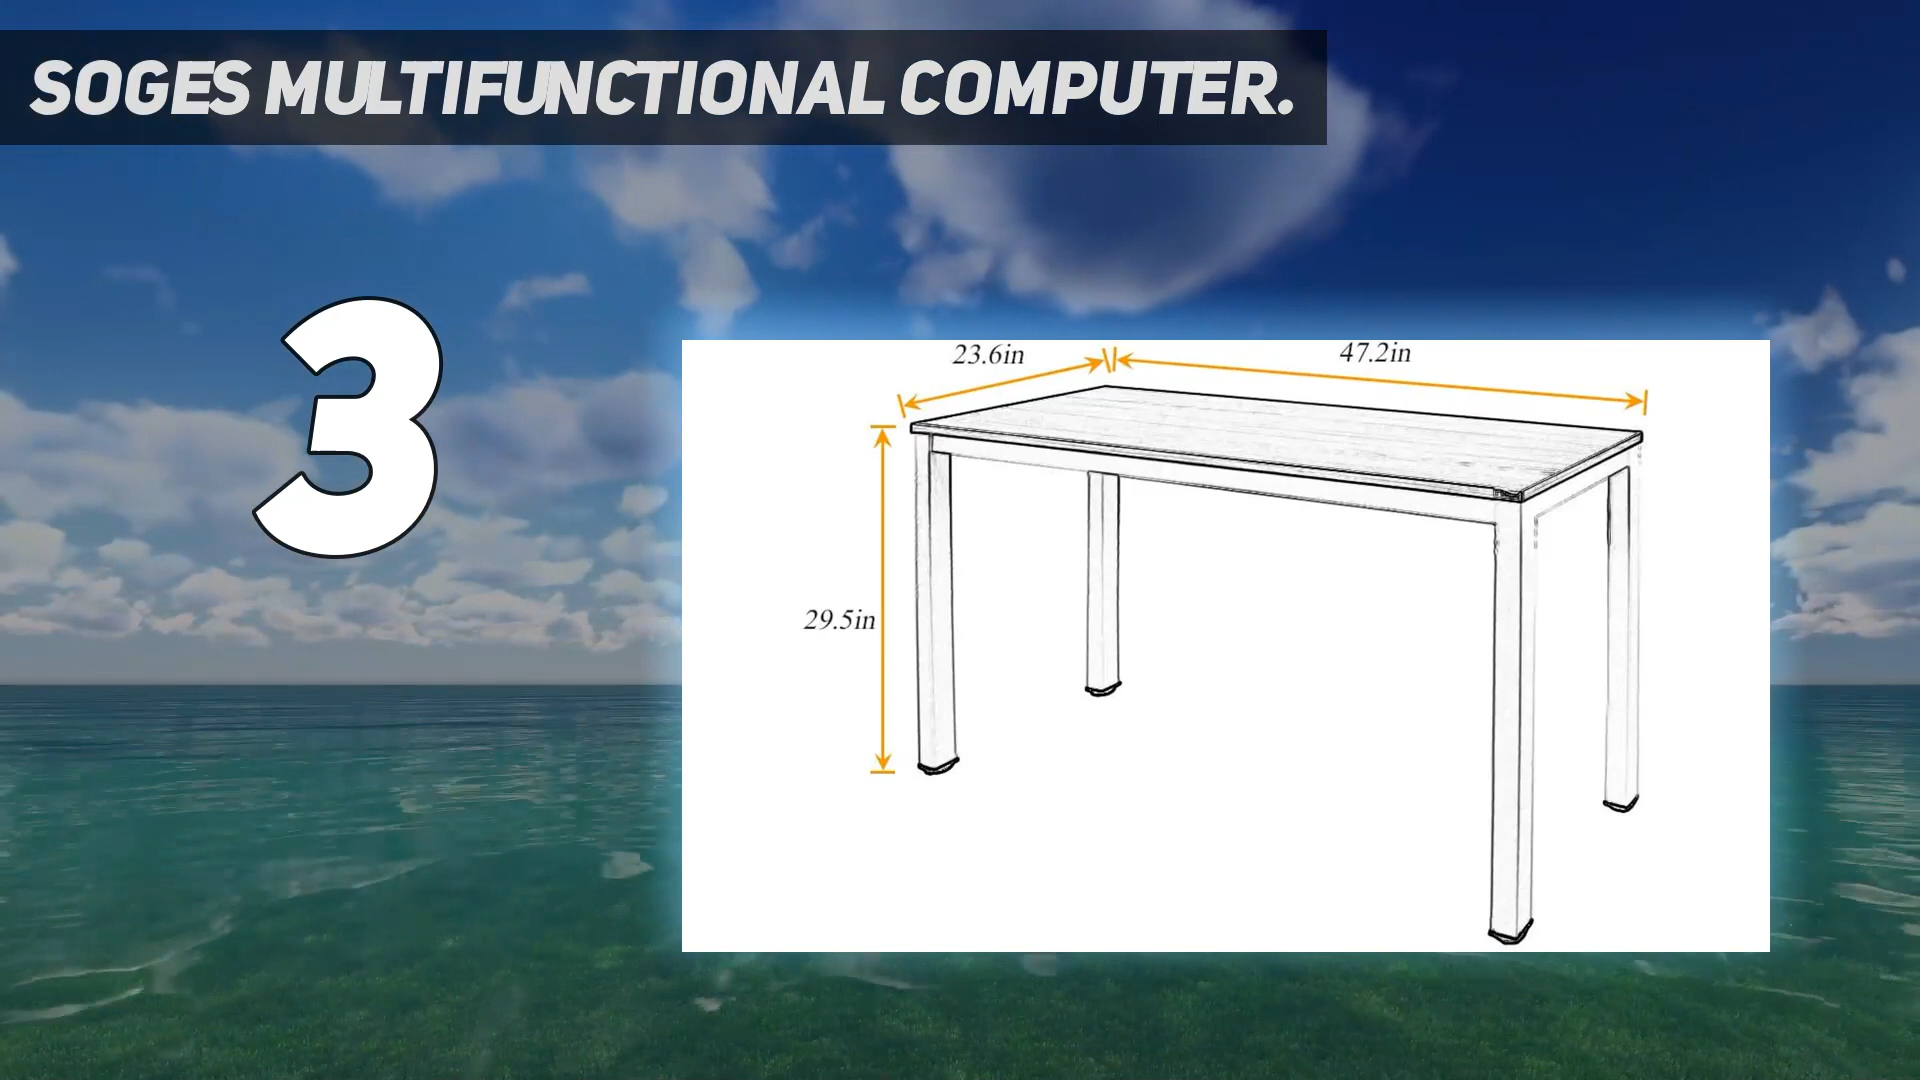 SOGES MULTIFUNCTIONAL COMPUTER.
3
23.6in
47.2in
29.5in